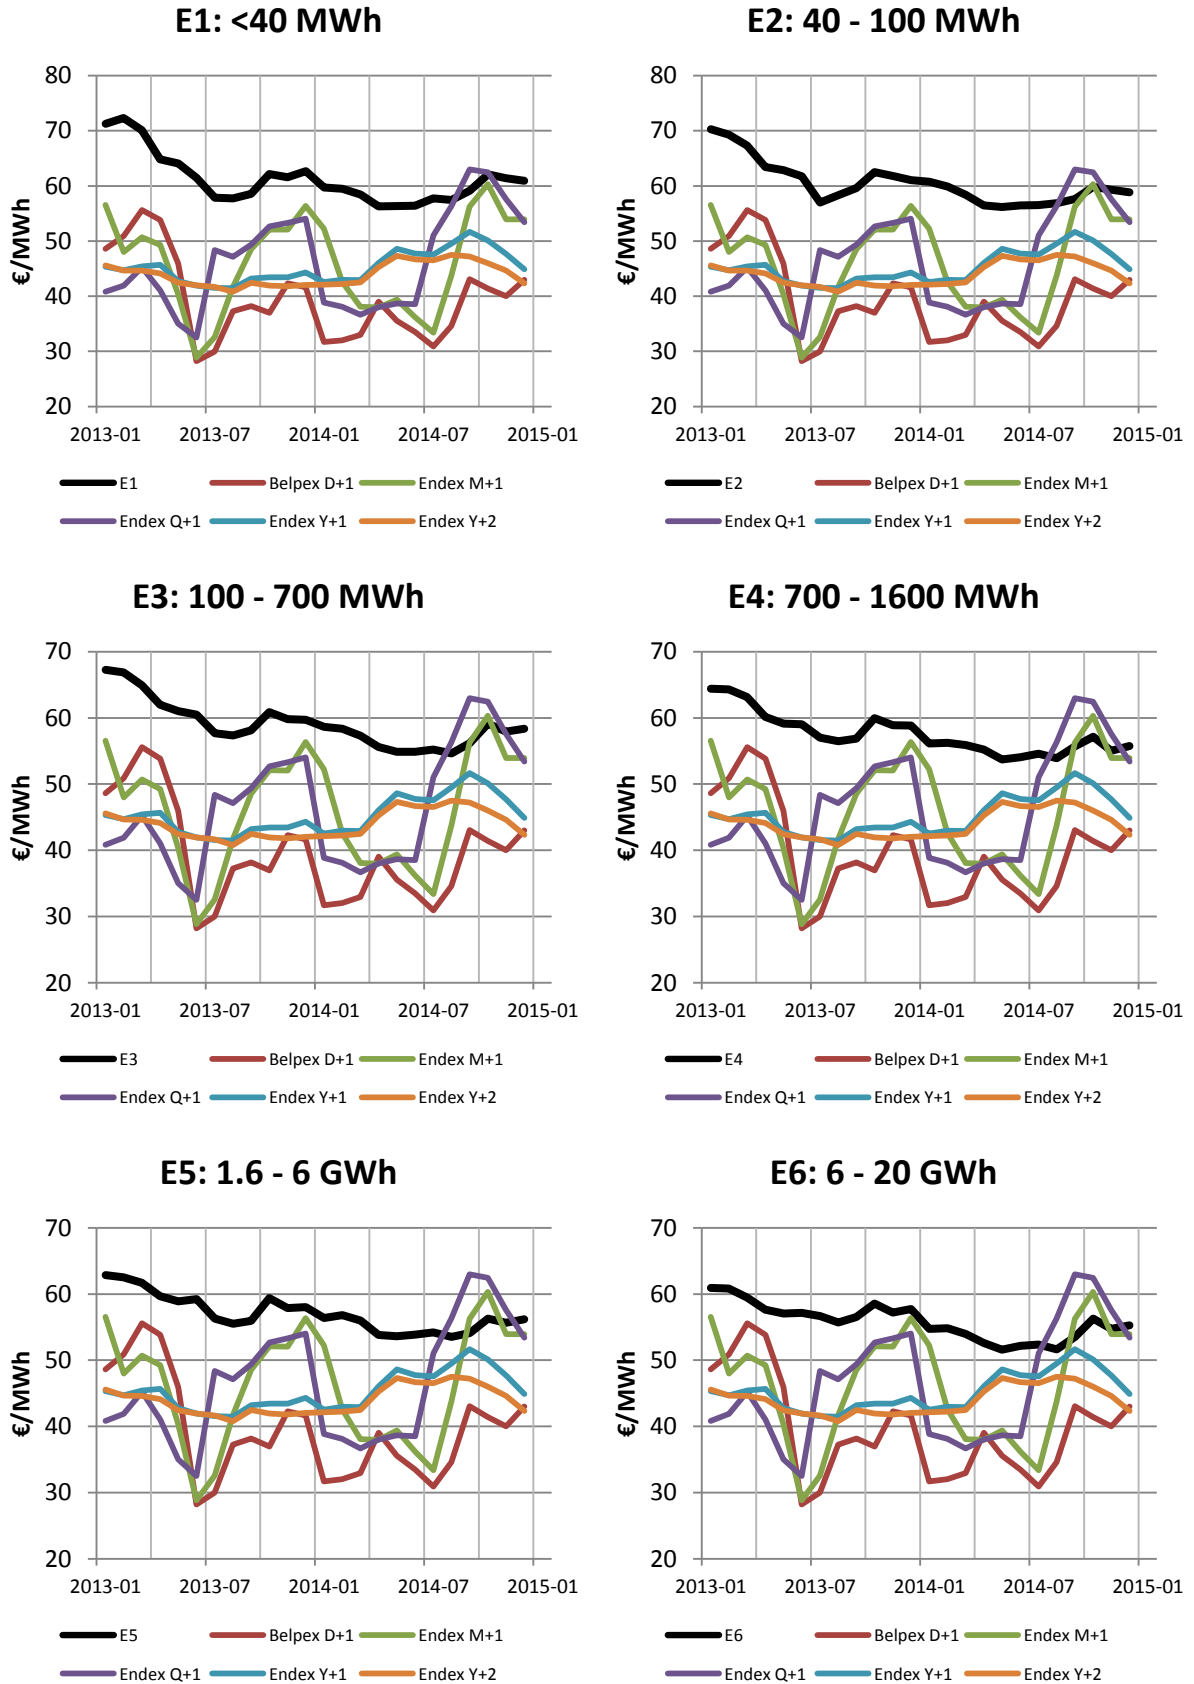 E1: <40 MWh
80
70
60
50
40
30
20
€/MWh
2013-01 2013-07 2014-01 2014-07 2015-01
E1 Belpex D+1 Endex M+1
Endex Q+1 Endex Y+1 Endex Y+2
E2: 40 - 100 MWh
80
70
60
50
40
30
20
€/MWh
2013-01 2013-07 2014-01 2014-07 2015-01
E2 Belpex D+1 Endex M+1
Endex Q+1 Endex Y+1 Endex Y+2
E3: 100 - 700 MWh
70
60
50
40
30
20
€/MWh
2013-01 2013-07 2014-01 2014-07 2015-01
E3 Belpex D+1 Endex M+1
Endex Q+1 Endex Y+1 Endex Y+2
E4: 700 - 1600 MWh
70
60
50
40
30
20
€/MWh
2013-01 2013-07 2014-01 2014-07 2015-01
E4 Belpex D+1 Endex M+1
Endex Q+1 Endex Y+1 Endex Y+2
E5: 1.6 - 6 GWh
70
60
50
40
30
20
€/MWh
2013-01 2013-07 2014-01 2014-07 2015-01
E5 Belpex D+1 Endex M+1
Endex Q+1 Endex Y+1 Endex Y+2
E6: 6 - 20 GWh
70
60
50
40
30
20
€/MWh
2013-01 2013-07 2014-01 2014-07 2015-01
E6 Belpex D+1 Endex M+1
Endex Q+1 Endex Y+1 Endex Y+2